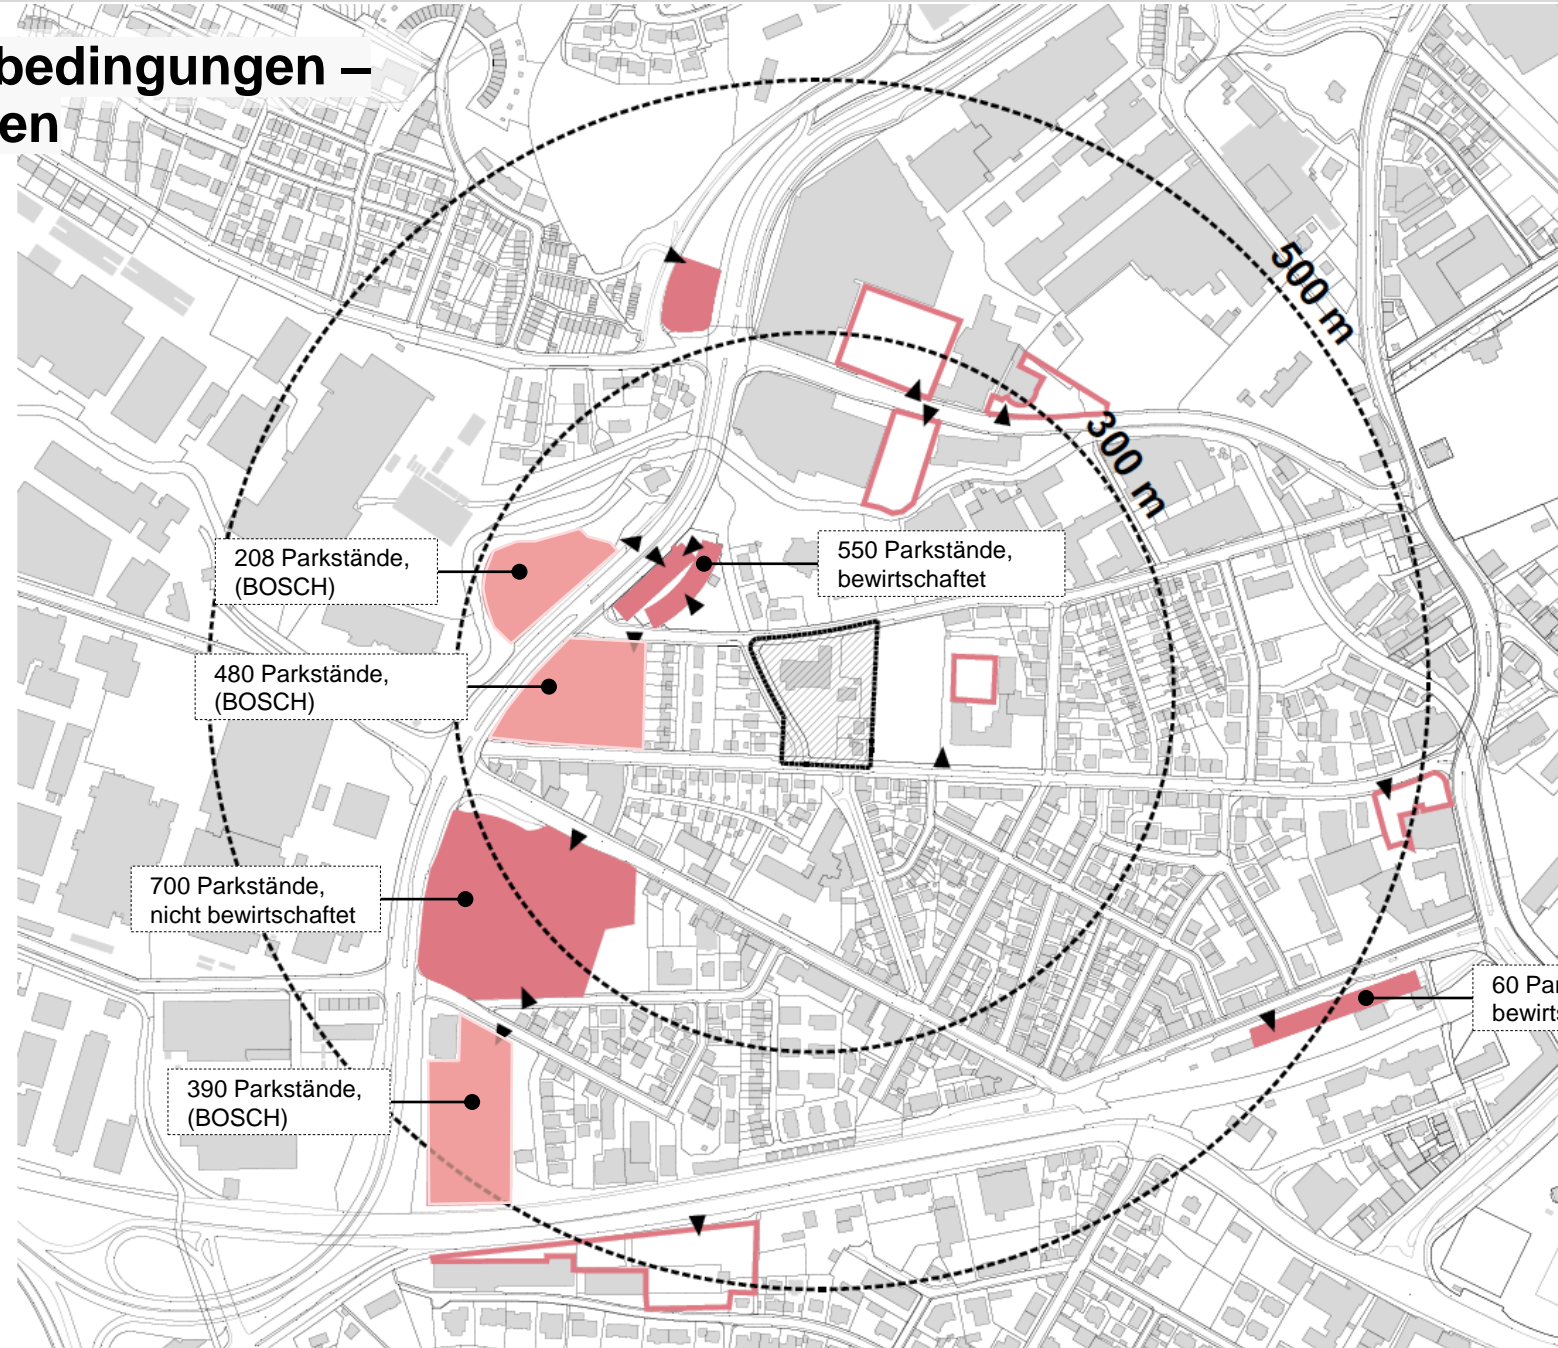 bedingungen –
en
500 m
300 m
208 Parkstände,
(BOSCH)
550 Parkstände,
bewirtschaftet
480 Parkstände,
(BOSCH)
700 Parkstände,
nicht bewirtschaftet
60 Par
bewirts
390 Parkstände,
(BOSCH)